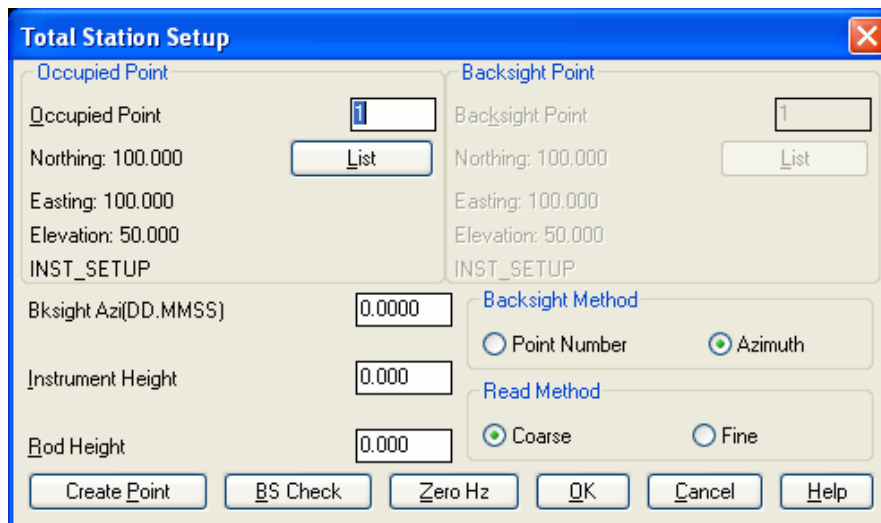 Total Station Setup
Occupied Point
Occupied Point 1
Northing: 100.000 List
Easting: 100.000
Elevation: 50.000
INST_SETUP
Backsight Point
Backsight Point 1
Northing: 100.000 List
Easting: 100.000
Elevation: 50.000
INST_SETUP
Bksight Azi(DD.MMSS) 0.0000
Instrument Height 0.000
Rod Height 0.000
Backsight Method
Point Number Azimuth
Read Method
Coarse Fine
Create Point BS Check Zero Hz OK Cancel Help